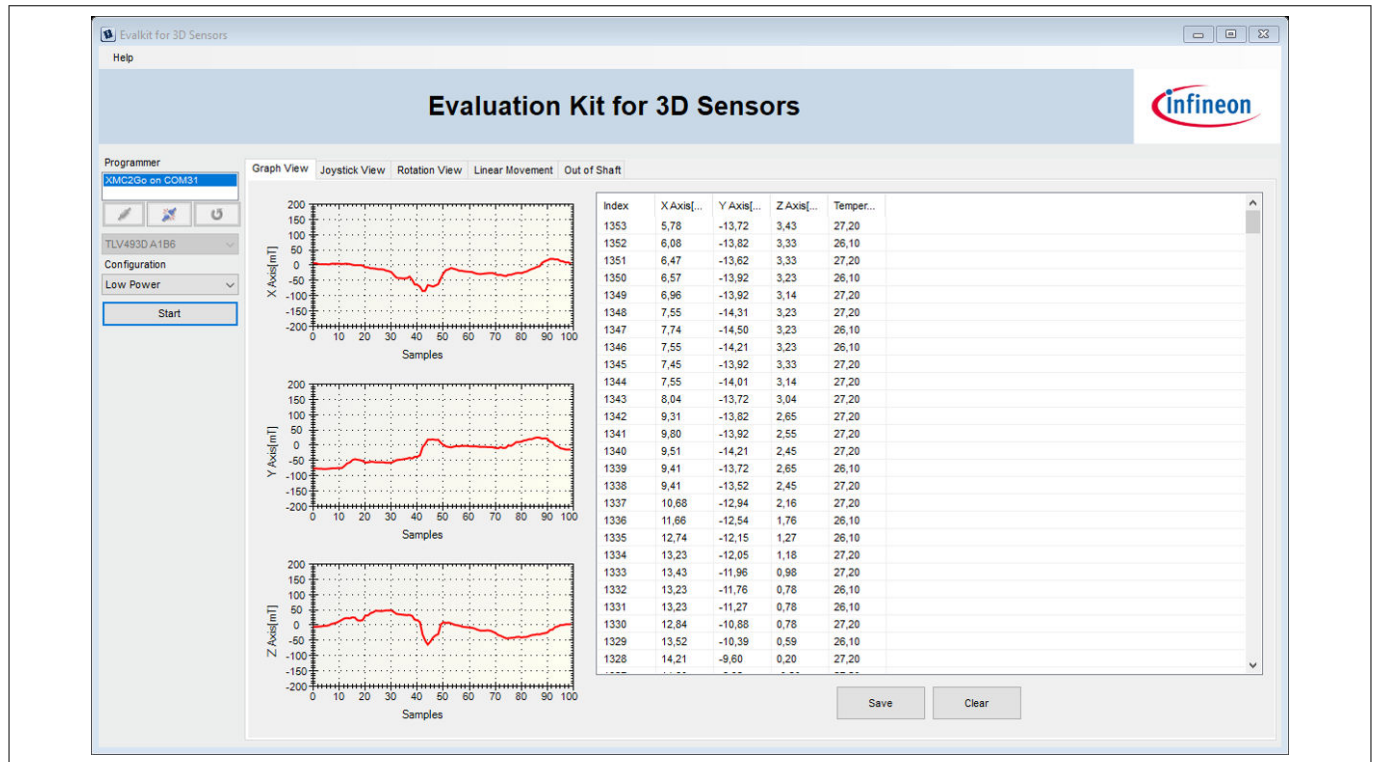 Evalkit for 3D Sensors
Help
Evaluation Kit for 3D Sensors
infineon
Programmer
XMC2Go on COM31
TLV493D A1B6
Configuration
Low Power
Start
Graph View Joystick View Rotation View Linear Movement Out of Shaft
X Axis[mT]
200
150
100
50
0
-50
-100
-150
-200
0 10 20 30 40 50 60 70 80 90 100
Samples
Y Axis[mT]
200
150
100
50
0
-50
-100
-150
-200
0 10 20 30 40 50 60 70 80 90 100
Samples
Z Axis[mT]
200
150
100
50
0
-50
-100
-150
-200
0 10 20 30 40 50 60 70 80 90 100
Samples
Index X Axis[... Y Axis[... Z Axis[... Temper...
1353 5,78 -13,72 3,43 27,20
1352 6,08 -13,82 3,33 26,10
1351 6,47 -13,62 3,33 27,20
1350 6,57 -13,92 3,23 26,10
1349 6,96 -13,92 3,14 27,20
1348 7,55 -14,31 3,23 27,20
1347 7,74 -14,50 3,23 26,10
1346 7,55 -14,21 3,23 26,10
1345 7,45 -13,92 3,33 27,20
1344 7,55 -14,01 3,14 27,20
1343 8,04 -13,72 3,04 27,20
1342 9,31 -13,82 2,65 27,20
1341 9,80 -13,92 2,55 27,20
1340 9,51 -14,21 2,45 27,20
1339 9,41 -13,72 2,65 26,10
1338 9,41 -13,52 2,45 27,20
1337 10,68 -12,94 2,16 27,20
1336 11,66 -12,54 1,76 26,10
1335 12,74 -12,15 1,27 26,10
1334 13,23 -12,05 1,18 27,20
1333 13,43 -11,96 0,98 27,20
1332 13,23 -11,76 0,78 26,10
1331 13,23 -11,27 0,78 26,10
1330 12,84 -10,88 0,78 27,20
1329 13,52 -10,39 0,59 26,10
1328 14,21 -9,60 0,20 27,20
Save Clear